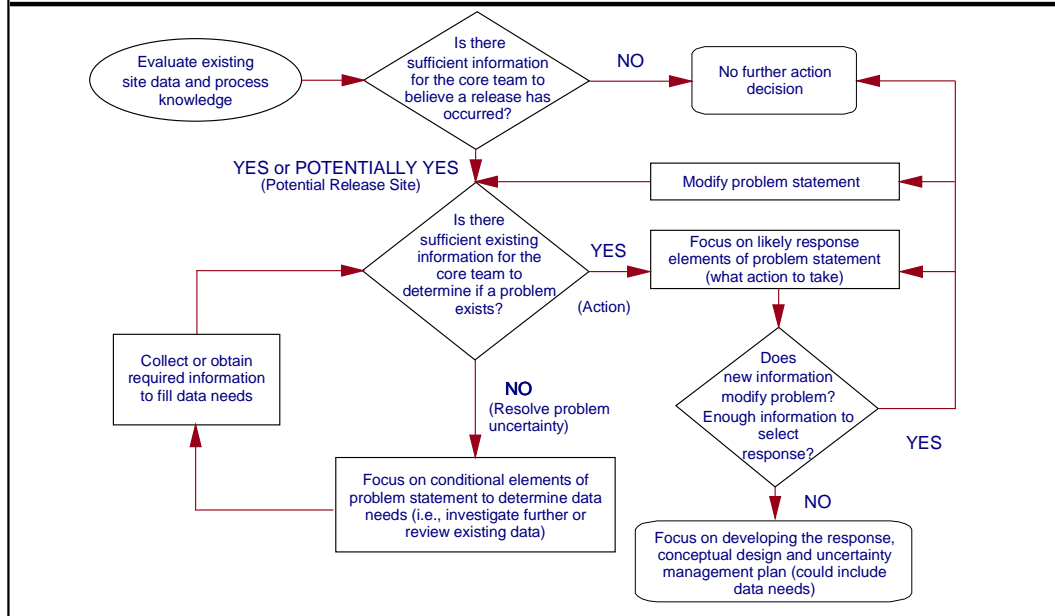 Evaluate existing
site data and process
knowledge
Is there
sufficient information
for the core team to
believe a release has
occurred?
NO
No further action
decision
YES or POTENTIALLY YES
(Potential Release Site)
Modify problem statement
Is there
sufficient existing
information for the
core team to
determine if a problem
exists?
YES
(Action)
Focus on likely response
elements of problem statement
(what action to take)
Collect or obtain
required information
to fill data needs
NO
(Resolve problem
uncertainty)
Does
new information
modify problem?
Enough information to
select
response?
YES
Focus on conditional elements of
problem statement to determine data
needs (i.e., investigate further or
review existing data)
NO
Focus on developing the response,
conceptual design and uncertainty
management plan (could include
data needs)